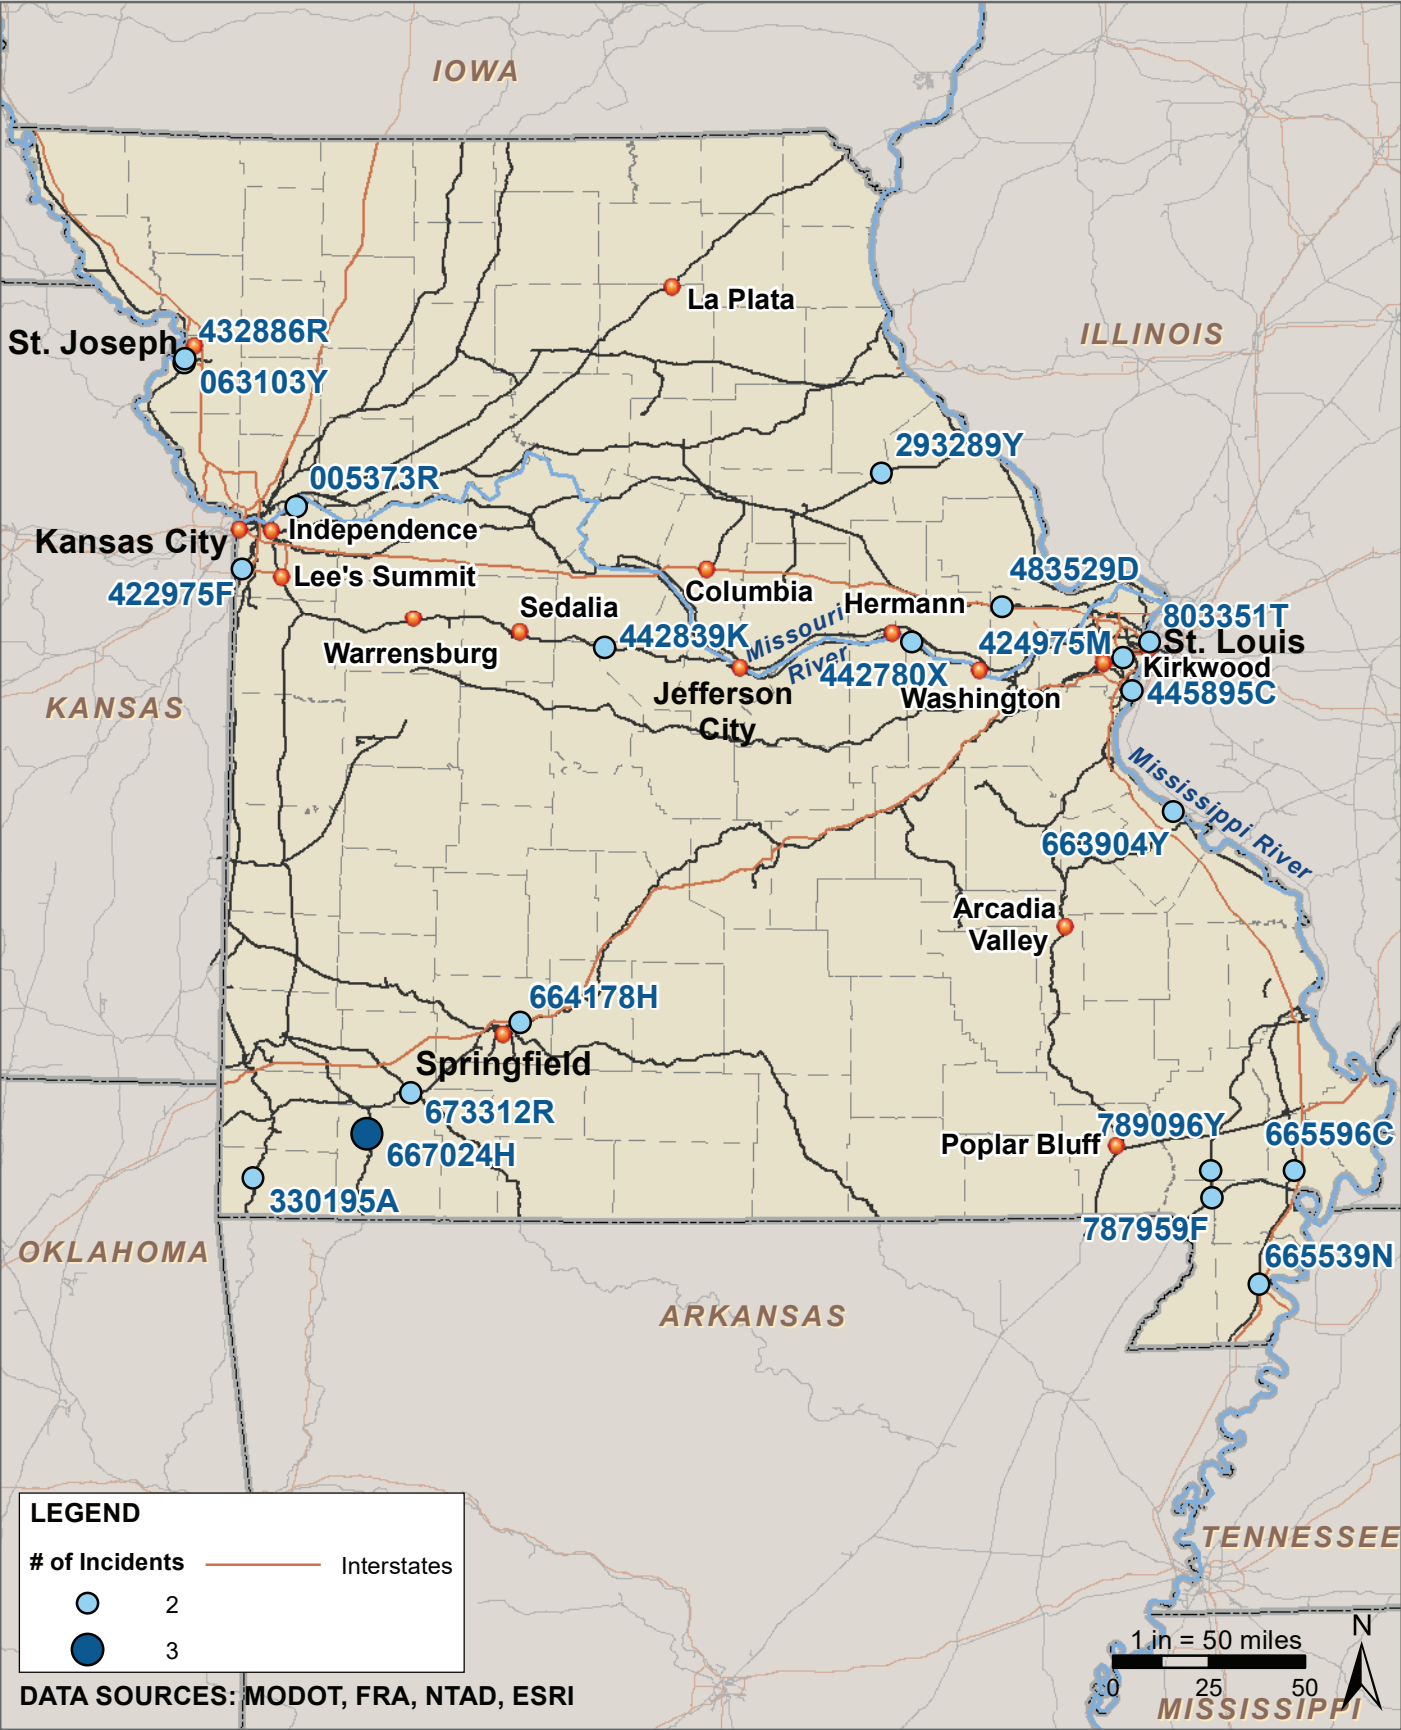 IOWA
La Plata
432886R
St. Joseph
063103Y
ILLINOIS
293289Y
005373R
Independence
Kansas City
Lee's Summit
422975F
Columbia
483529D
Sedalia
Hermann
803351T
442839K
Missouri
River
424975M
St. Louis
Warrensburg
Kirkwood
442780X
Jefferson
City
Washington
445895C
KANSAS
Mississippi River
663904Y
Arcadia
Valley
664178H
Springfield
673312R
667024H
330195A
Poplar Bluff
789096Y
665596C
787959F
665539N
OKLAHOMA
ARKANSAS
LEGEND
# of Incidents
Interstates
2
3
TENNESSEE
N
1 in = 50 miles
0 25 50
DATA SOURCES: MODOT, FRA, NTAD, ESRI
MISSISSIPPI